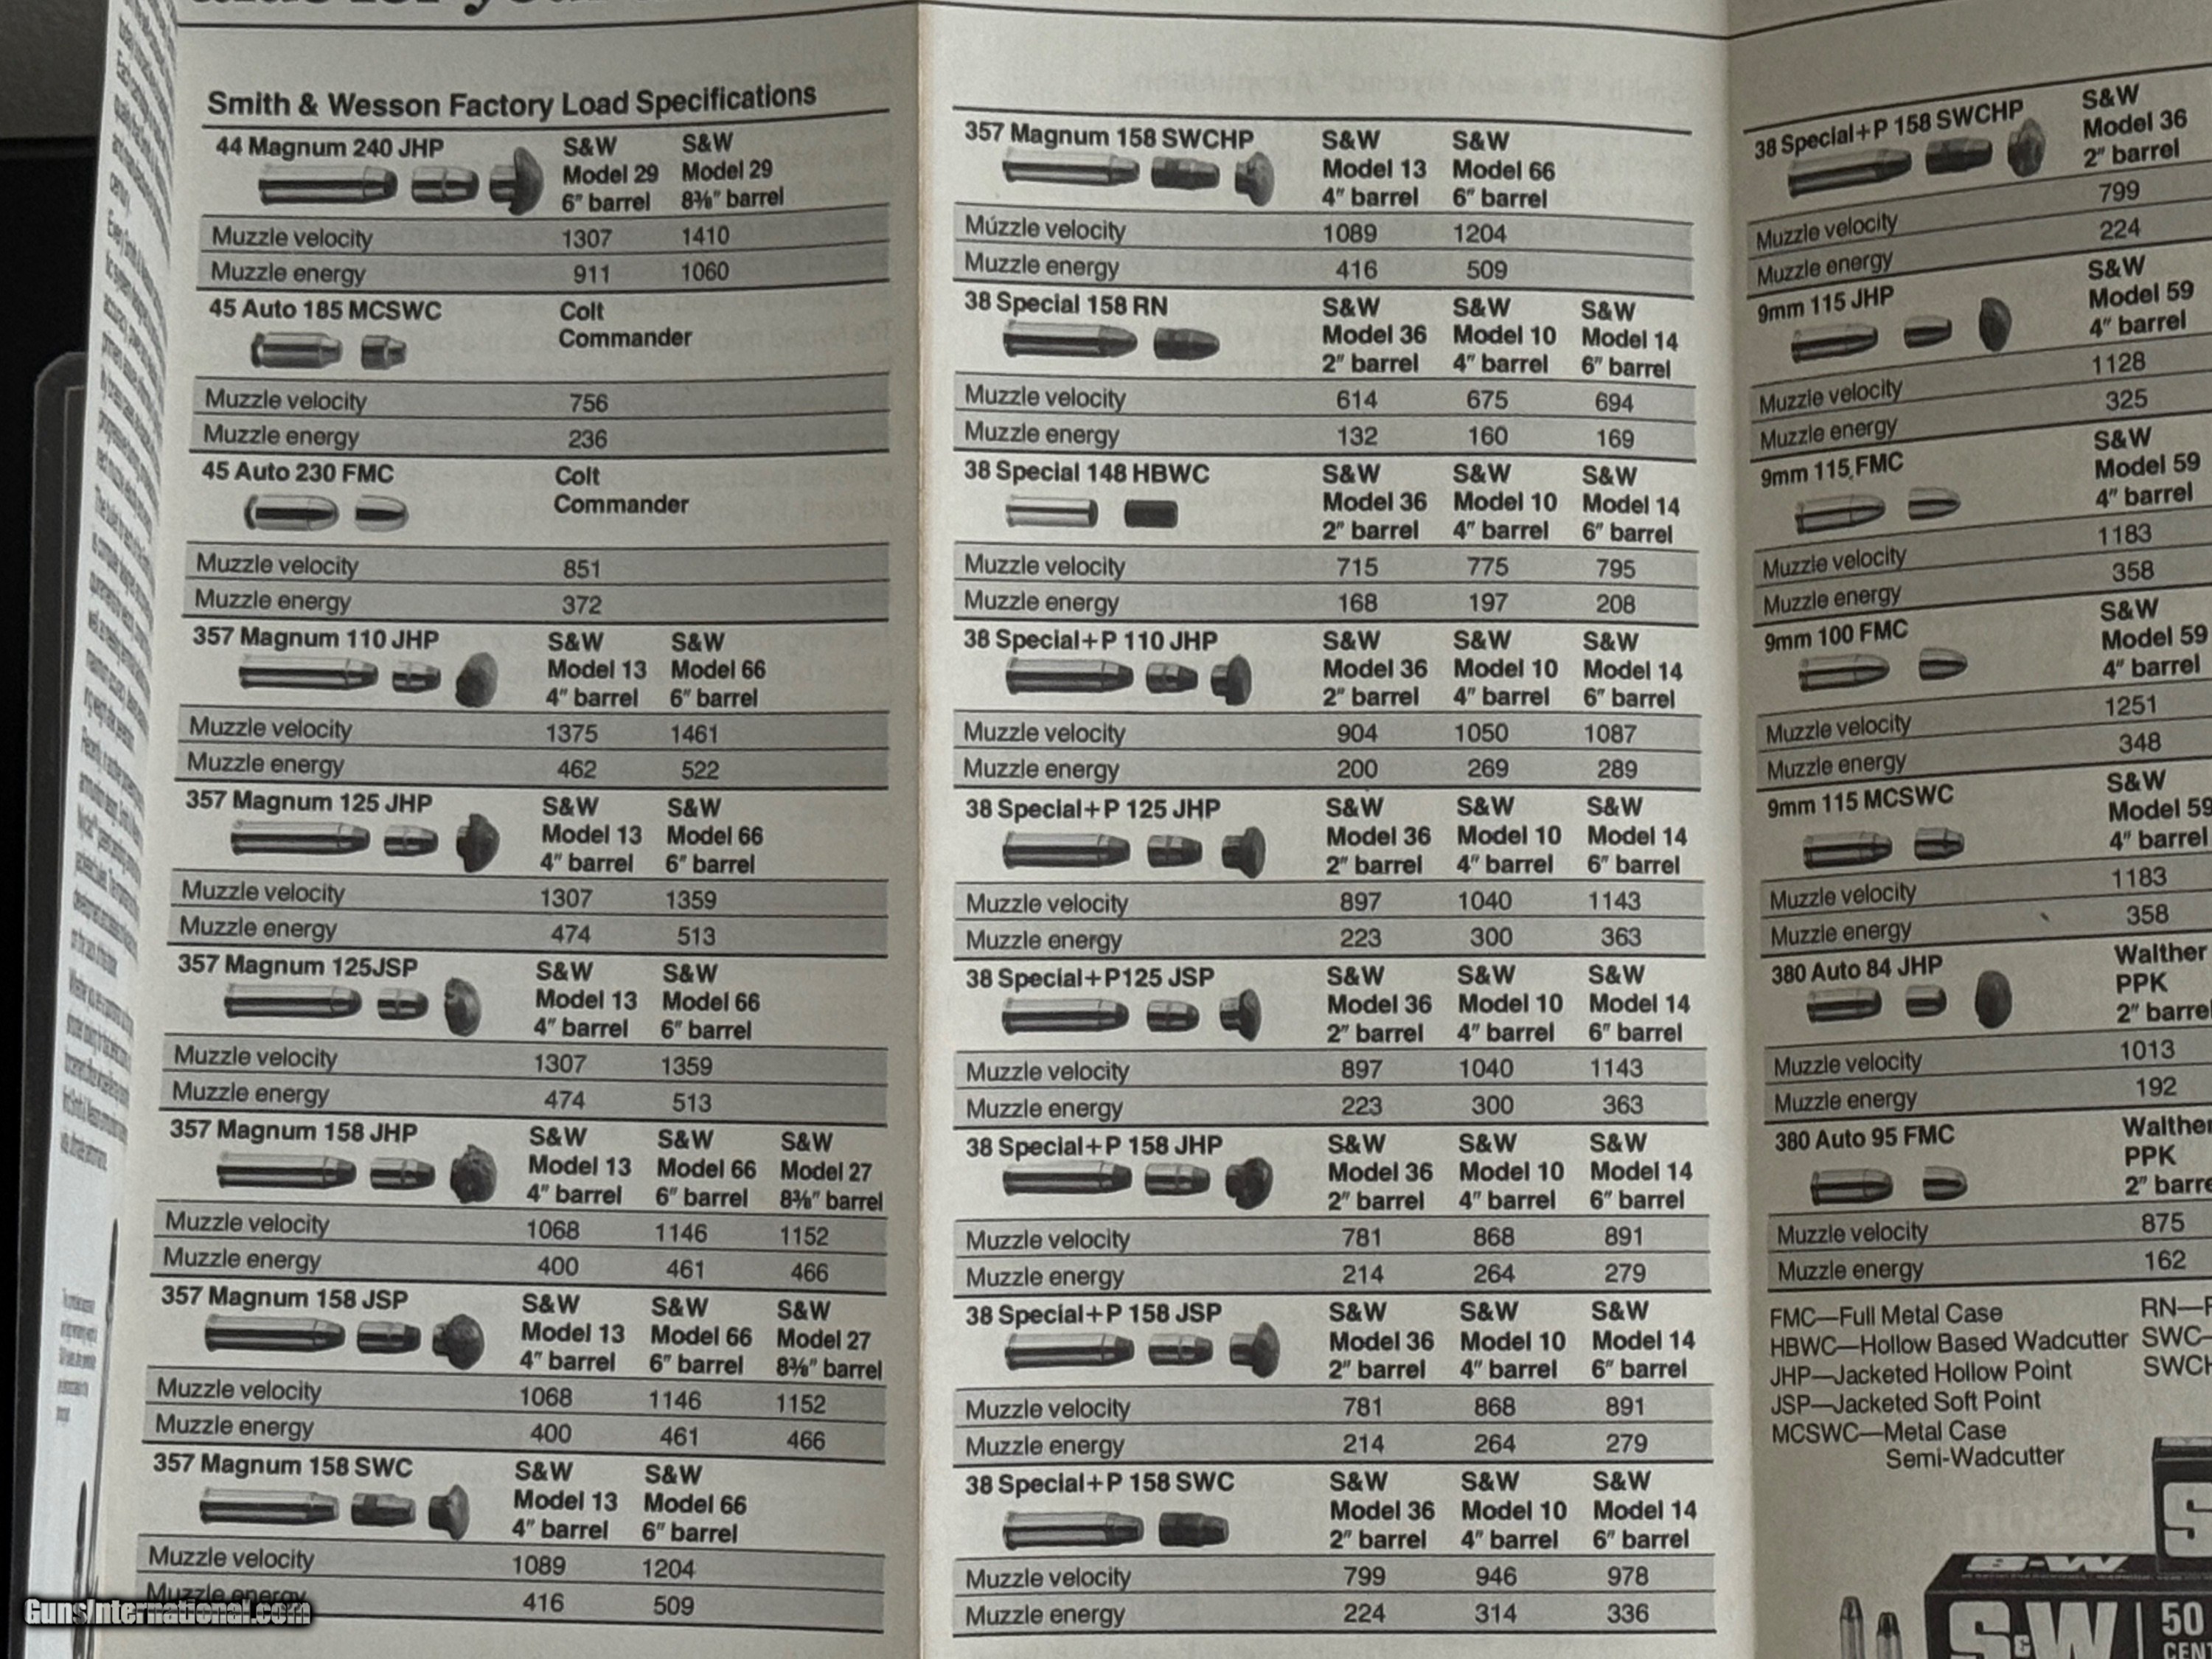 Smith & Wesson Factory Load Specifications
44 Magnum 240 JHP S&W Model 29 6" barrel S&W Model 29 8⅜" barrel
Muzzle velocity 1307 1410
Muzzle energy 911 1060
45 Auto 185 MCSWC Colt Commander
Muzzle velocity 756
Muzzle energy 236
45 Auto 230 FMC Colt Commander
Muzzle velocity 851
Muzzle energy 372
357 Magnum 110 JHP S&W Model 13 4" barrel S&W Model 66 6" barrel
Muzzle velocity 1375 1461
Muzzle energy 462 522
357 Magnum 125 JHP S&W Model 13 4" barrel S&W Model 66 6" barrel
Muzzle velocity 1307 1359
Muzzle energy 474 513
357 Magnum 125JSP S&W Model 13 4" barrel S&W Model 66 6" barrel
Muzzle velocity 1307 1359
Muzzle energy 474 513
357 Magnum 158 JHP S&W Model 13 4" barrel S&W Model 66 6" barrel S&W Model 27 8⅜" barrel
Muzzle velocity 1068 1146 1152
Muzzle energy 400 461 466
357 Magnum 158 JSP S&W Model 13 4" barrel S&W Model 66 6" barrel S&W Model 27 8⅜" barrel
Muzzle velocity 1068 1146 1152
Muzzle energy 400 461 466
357 Magnum 158 SWC S&W Model 13 4" barrel S&W Model 66 6" barrel
Muzzle velocity 1089 1204
Muzzle energy 416 509
357 Magnum 158 SWCHP S&W Model 13 4" barrel S&W Model 66 6" barrel
Muzzle velocity 1089 1204
Muzzle energy 416 509
38 Special 158 RN S&W Model 36 2" barrel S&W Model 10 4" barrel S&W Model 14 6" barrel
Muzzle velocity 614 675 694
Muzzle energy 132 160 169
38 Special 148 HBWC S&W Model 36 2" barrel S&W Model 10 4" barrel S&W Model 14 6" barrel
Muzzle velocity 715 775 795
Muzzle energy 168 197 208
38 Special+P 110 JHP S&W Model 36 2" barrel S&W Model 10 4" barrel S&W Model 14 6" barrel
Muzzle velocity 904 1050 1087
Muzzle energy 200 269 289
38 Special+P 125 JHP S&W Model 36 2" barrel S&W Model 10 4" barrel S&W Model 14 6" barrel
Muzzle velocity 897 1040 1143
Muzzle energy 223 300 363
38 Special+P125 JSP S&W Model 36 2" barrel S&W Model 10 4" barrel S&W Model 14 6" barrel
Muzzle velocity 897 1040 1143
Muzzle energy 223 300 363
38 Special+P 158 JHP S&W Model 36 2" barrel S&W Model 10 4" barrel S&W Model 14 6" barrel
Muzzle velocity 781 868 891
Muzzle energy 214 264 279
38 Special+P 158 JSP S&W Model 36 2" barrel S&W Model 10 4" barrel S&W Model 14 6" barrel
Muzzle velocity 781 868 891
Muzzle energy 214 264 279
38 Special+P 158 SWC S&W Model 36 2" barrel S&W Model 10 4" barrel S&W Model 14 6" barrel
Muzzle velocity 799 946 978
Muzzle energy 224 314 336
38 Special+P 158 SWCHP S&W Model 36 2" barrel
Muzzle velocity 799
Muzzle energy 224
9mm 115 JHP S&W Model 59 4" barrel
Muzzle velocity 1128
Muzzle energy 325
9mm 115 FMC S&W Model 59 4" barrel
Muzzle velocity 1183
Muzzle energy 358
9mm 100 FMC S&W Model 59 4" barrel
Muzzle velocity 1251
Muzzle energy 348
9mm 115 MCSWC S&W Model 59 4" barrel
Muzzle velocity 1183
Muzzle energy 358
380 Auto 84 JHP Walther PPK 2" barrel
Muzzle velocity 1013
Muzzle energy 192
380 Auto 95 FMC Walther PPK 2" barre
Muzzle velocity 875
Muzzle energy 162
FMC—Full Metal Case RN—
HBWC—Hollow Based Wadcutter SWC—
JHP—Jacketed Hollow Point SWCH
JSP—Jacketed Soft Point
MCSWC—Metal Case
Semi-Wadcutter
S&W
S&W 50
CENT
GunsInternational.com